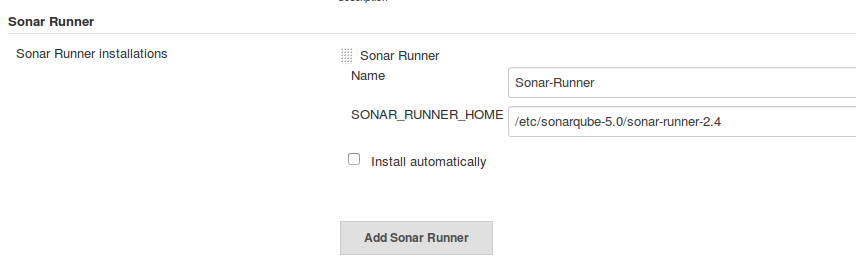 description
Sonar Runner
Sonar Runner installations
Sonar Runner
Name
Sonar-Runner
SONAR_RUNNER_HOME
/etc/sonarqube-5.0/sonar-runner-2.4
Install automatically
Add Sonar Runner